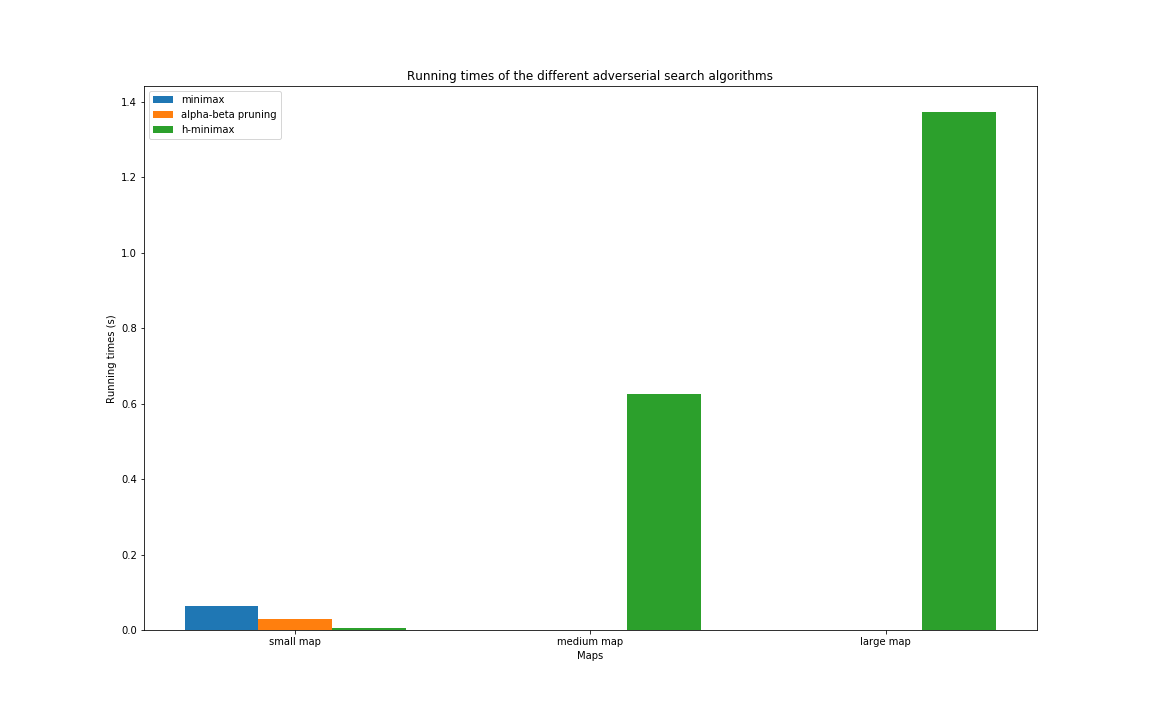 Running times of the different adverserial search algorithms
minimax
alpha-beta pruning
h-minimax
1.4
1.2
1.0
0.8
0.6
0.4
0.2
0.0
Running times (s)
small map
medium map
large map
Maps